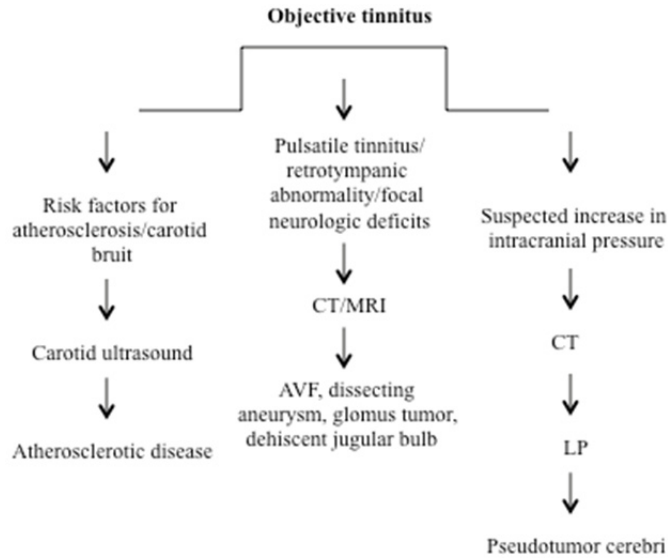 Objective tinnitus
Risk factors for
atherosclerosis/carotid
bruit
Carotid ultrasound
Atherosclerotic disease
Pulsatile tinnitus/
retrotympanic
abnormality/focal
neurologic deficits
CT/MRI
AVF, dissecting
aneurysm, glomus tumor,
dehiscent jugular bulb
Suspected increase in
intracranial pressure
CT
LP
Pseudotumor cerebri